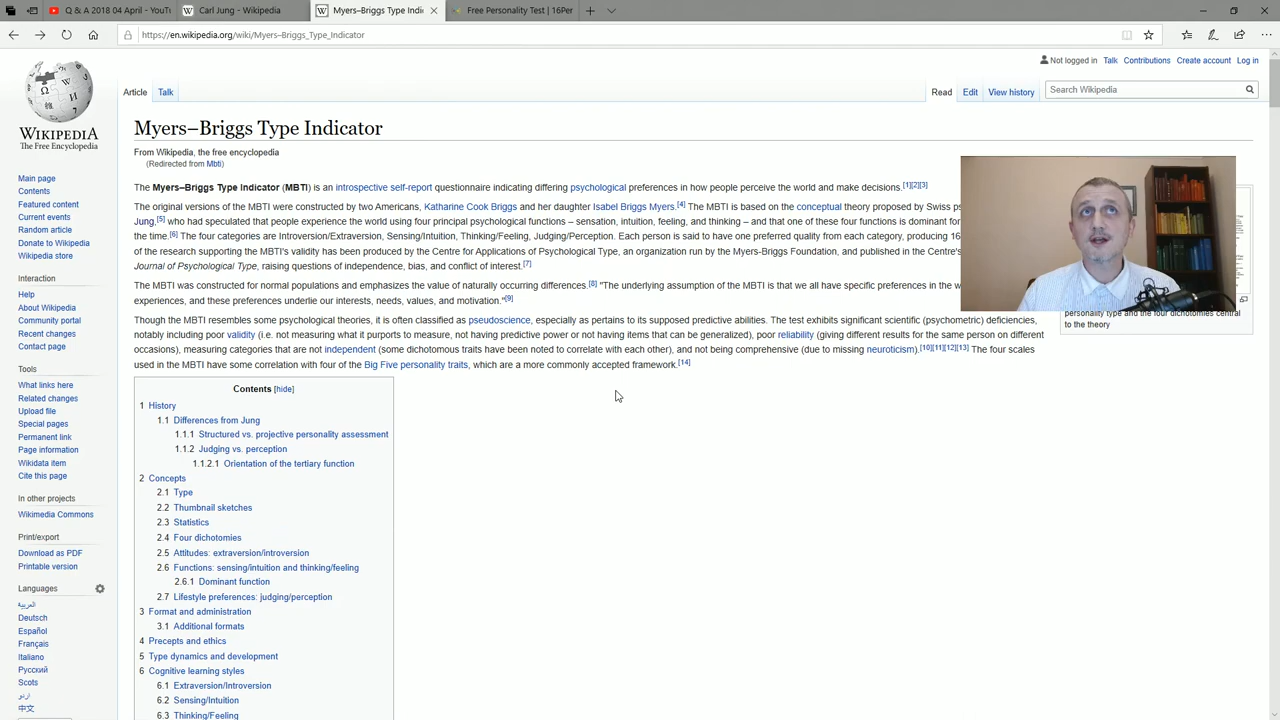 Q & A 2018 04 April - YouT
Carl Jung - Wikipedia
Myers–Briggs Type Indi
Free Personality Test | 16Per
https://en.wikipedia.org/wiki/Myers–Briggs_Type_Indicator
Not logged in Talk Contributions Create account Log in
Article Talk
Read Edit View history Search Wikipedia
WIKIPEDIA
The Free Encyclopedia
Myers–Briggs Type Indicator
From Wikipedia, the free encyclopedia
(Redirected from Mbti)
The Myers–Briggs Type Indicator (MBTI) is an introspective self-report questionnaire indicating differing psychological preferences in how people perceive the world and make decisions.[1][2][3]
The original versions of the MBTI were constructed by two Americans, Katharine Cook Briggs and her daughter Isabel Briggs Myers.[4] The MBTI is based on the conceptual theory proposed by Swiss ps
Jung,[5] who had speculated that people experience the world using four principal psychological functions – sensation, intuition, feeling, and thinking – and that one of these four functions is dominant for
the time.[6] The four categories are Introversion/Extraversion, Sensing/Intuition, Thinking/Feeling, Judging/Perception. Each person is said to have one preferred quality from each category, producing 16
of the research supporting the MBTI's validity has been produced by the Centre for Applications of Psychological Type, an organization run by the Myers-Briggs Foundation, and published in the Centre's
Journal of Psychological Type, raising questions of independence, bias, and conflict of interest.[7]
The MBTI was constructed for normal populations and emphasizes the value of naturally occurring differences.[8] "The underlying assumption of the MBTI is that we all have specific preferences in the w
experiences, and these preferences underlie our interests, needs, values, and motivation."[9]
Though the MBTI resembles some psychological theories, it is often classified as pseudoscience, especially as pertains to its supposed predictive abilities. The test exhibits significant scientific (psychometric) deficiencies,
notably including poor validity (i.e. not measuring what it purports to measure, not having predictive power or not having items that can be generalized), poor reliability (giving different results for the same person on different
occasions), measuring categories that are not independent (some dichotomous traits have been noted to correlate with each other), and not being comprehensive (due to missing neuroticism).[10][11][12][13] The four scales
used in the MBTI have some correlation with four of the Big Five personality traits, which are a more commonly accepted framework.[14]
personality type and the four dichotomies central
to the theory
Contents [hide]
1 History
1.1 Differences from Jung
1.1.1 Structured vs. projective personality assessment
1.1.2 Judging vs. perception
1.1.2.1 Orientation of the tertiary function
2 Concepts
2.1 Type
2.2 Thumbnail sketches
2.3 Statistics
2.4 Four dichotomies
2.5 Attitudes: extraversion/introversion
2.6 Functions: sensing/intuition and thinking/feeling
2.6.1 Dominant function
2.7 Lifestyle preferences: judging/perception
3 Format and administration
3.1 Additional formats
4 Precepts and ethics
5 Type dynamics and development
6 Cognitive learning styles
6.1 Extraversion/Introversion
6.2 Sensing/Intuition
6.3 Thinking/Feeling
Main page
Contents
Featured content
Current events
Random article
Donate to Wikipedia
Wikipedia store
Interaction
Help
About Wikipedia
Community portal
Recent changes
Contact page
Tools
What links here
Related changes
Upload file
Special pages
Permanent link
Page information
Wikidata item
Cite this page
In other projects
Wikimedia Commons
Print/export
Download as PDF
Printable version
Languages
العربية
Deutsch
Español
Français
Italiano
Русский
Scots
اردو
中文